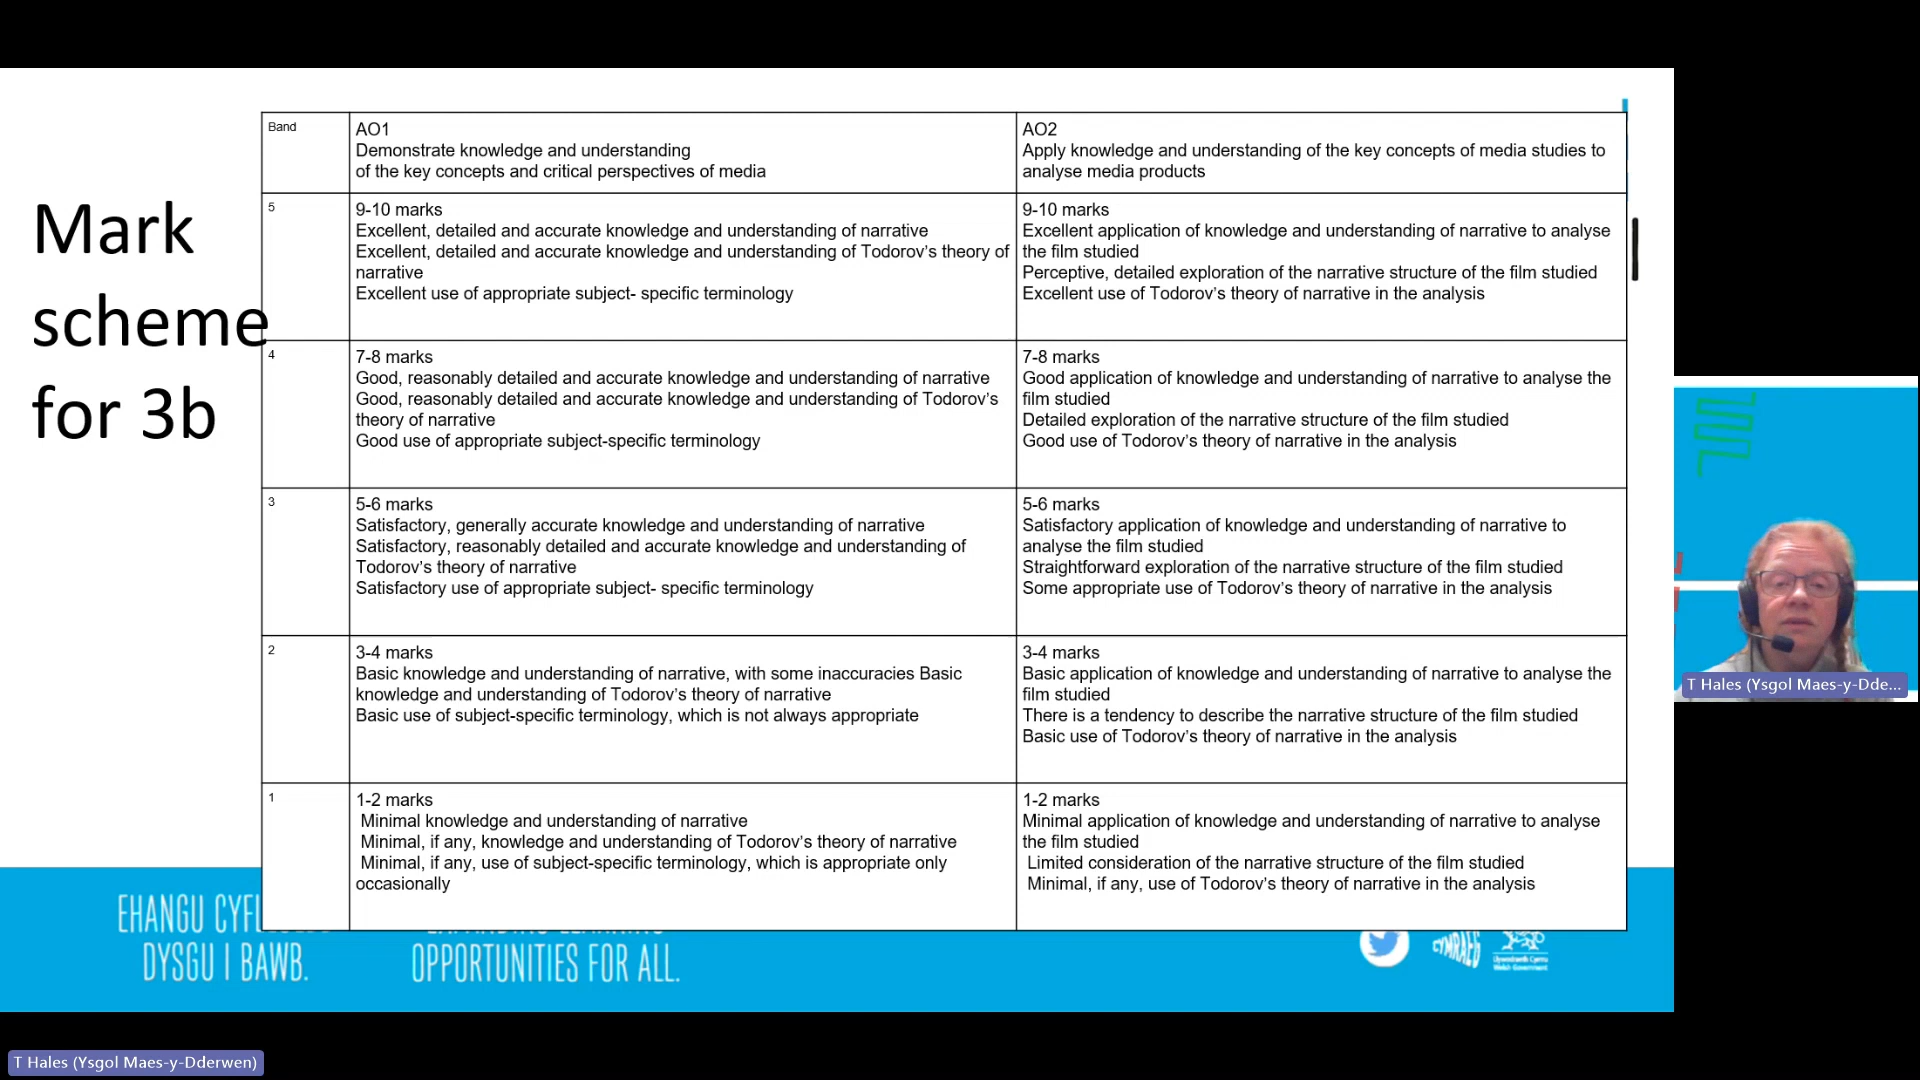 Mark
scheme
for 3b
Band
AO1
Demonstrate knowledge and understanding
of the key concepts and critical perspectives of media
AO2
Apply knowledge and understanding of the key concepts of media studies to
analyse media products
5
9-10 marks
Excellent, detailed and accurate knowledge and understanding of narrative
Excellent, detailed and accurate knowledge and understanding of Todorov’s theory of
narrative
Excellent use of appropriate subject- specific terminology
9-10 marks
Excellent application of knowledge and understanding of narrative to analyse
the film studied
Perceptive, detailed exploration of the narrative structure of the film studied
Excellent use of Todorov’s theory of narrative in the analysis
4
7-8 marks
Good, reasonably detailed and accurate knowledge and understanding of narrative
Good, reasonably detailed and accurate knowledge and understanding of Todorov’s
theory of narrative
Good use of appropriate subject-specific terminology
7-8 marks
Good application of knowledge and understanding of narrative to analyse the
film studied
Detailed exploration of the narrative structure of the film studied
Good use of Todorov’s theory of narrative in the analysis
3
5-6 marks
Satisfactory, generally accurate knowledge and understanding of narrative
Satisfactory, reasonably detailed and accurate knowledge and understanding of
Todorov’s theory of narrative
Satisfactory use of appropriate subject- specific terminology
5-6 marks
Satisfactory application of knowledge and understanding of narrative to
analyse the film studied
Straightforward exploration of the narrative structure of the film studied
Some appropriate use of Todorov’s theory of narrative in the analysis
2
3-4 marks
Basic knowledge and understanding of narrative, with some inaccuracies Basic
knowledge and understanding of Todorov’s theory of narrative
Basic use of subject-specific terminology, which is not always appropriate
3-4 marks
Basic application of knowledge and understanding of narrative to analyse the
film studied
There is a tendency to describe the narrative structure of the film studied
Basic use of Todorov’s theory of narrative in the analysis
1
1-2 marks
Minimal knowledge and understanding of narrative
Minimal, if any, knowledge and understanding of Todorov’s theory of narrative
Minimal, if any, use of subject-specific terminology, which is appropriate only
occasionally
1-2 marks
Minimal application of knowledge and understanding of narrative to analyse
the film studied
Limited consideration of the narrative structure of the film studied
Minimal, if any, use of Todorov’s theory of narrative in the analysis
EHANGU
DYSGU I BAWB.
OPPORTUNITIES FOR ALL.
CYMRAEG
Llywodraeth Cymru
Welsh Government
T Hales (Ysgol Maes-y-Dde...
T Hales (Ysgol Maes-y-Dderwen)